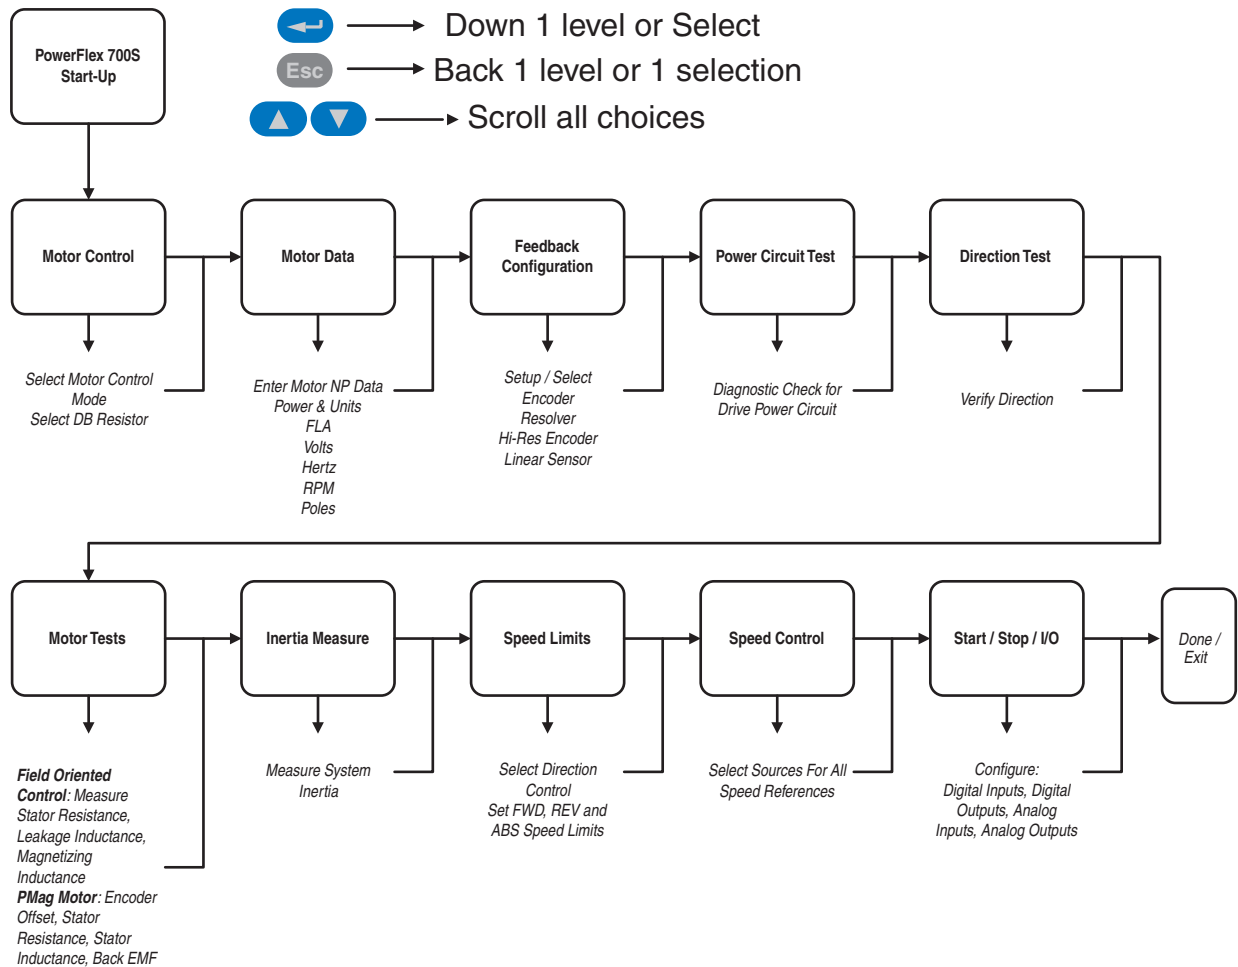 PowerFlex 700S
Start-Up
Down 1 level or Select
Esc
Back 1 level or 1 selection
Scroll all choices
Motor Control
Motor Data
Feedback
Configuration
Power Circuit Test
Direction Test
Select Motor Control
Mode
Select DB Resistor
Enter Motor NP Data
Power & Units
FLA
Volts
Hertz
RPM
Poles
Setup / Select
Encoder
Resolver
Hi-Res Encoder
Linear Sensor
Diagnostic Check for
Drive Power Circuit
Verify Direction
Motor Tests
Inertia Measure
Speed Limits
Speed Control
Start / Stop / I/O
Done /
Exit
Field Oriented
Control: Measure
Stator Resistance,
Leakage Inductance,
Magnetizing
Inductance
PMag Motor: Encoder
Offset, Stator
Resistance, Stator
Inductance, Back EMF
Measure System
Inertia
Select Direction
Control
Set FWD, REV and
ABS Speed Limits
Select Sources For All
Speed References
Configure:
Digital Inputs, Digital
Outputs, Analog
Inputs, Analog Outputs